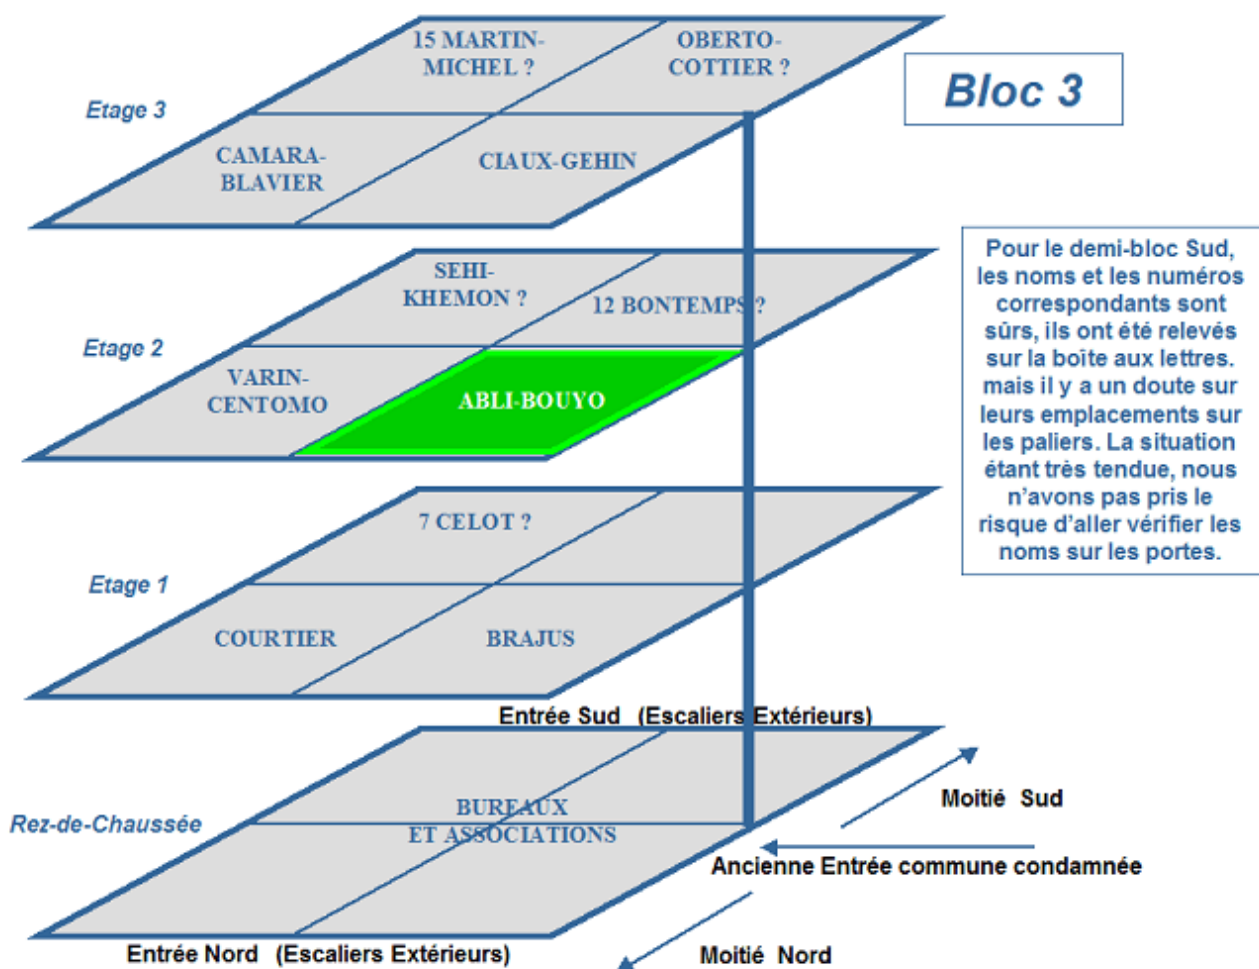 15 MARTIN-
MICHEL ?
OBERTO-
COTTIER ?
Bloc 3
Etage 3
CAMARA-
BLAVIER
CIAUX-GEHIN
SEHI-
KHEMON ?
12 BONTEMPS ?
Etage 2
VARIN-
CENTOMO
ABLI-BOUYO
Pour le demi-bloc Sud,
les noms et les numéros
correspondants sont
sûrs, ils ont été relevés
sur la boîte aux lettres.
mais il y a un doute sur
leurs emplacements sur
les paliers. La situation
étant très tendue, nous
n'avons pas pris le
risque d'aller vérifier les
noms sur les portes.
7 CELOT ?
Etage 1
COURTIER
BRAJUS
Entrée Sud (Escaliers Extérieurs)
Moitié Sud
Rez-de-Chaussée
BUREAUX
ET ASSOCIATIONS
Ancienne Entrée commune condamnée
Entrée Nord (Escaliers Extérieurs)
Moitié Nord